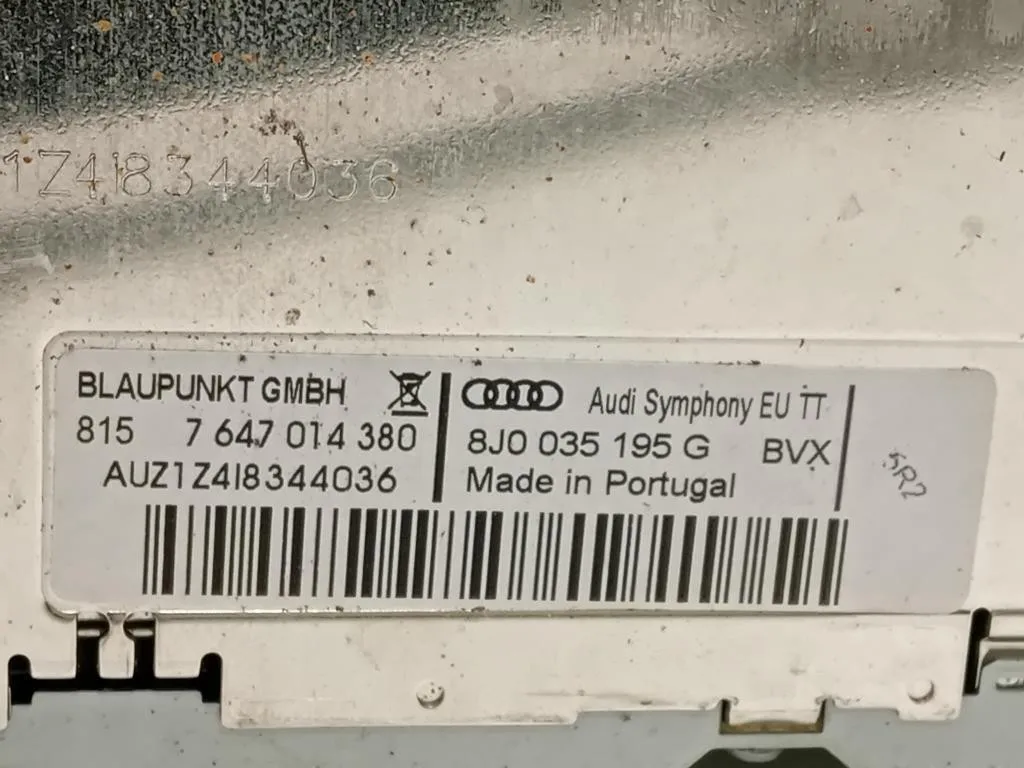 1Z4I8344036
BLAUPUNKT GMBH
815 7 647 014 380
AUZ1Z4I8344036
Audi Symphony EU TT
8J0 035 195 G BVX
Made in Portugal
5R2